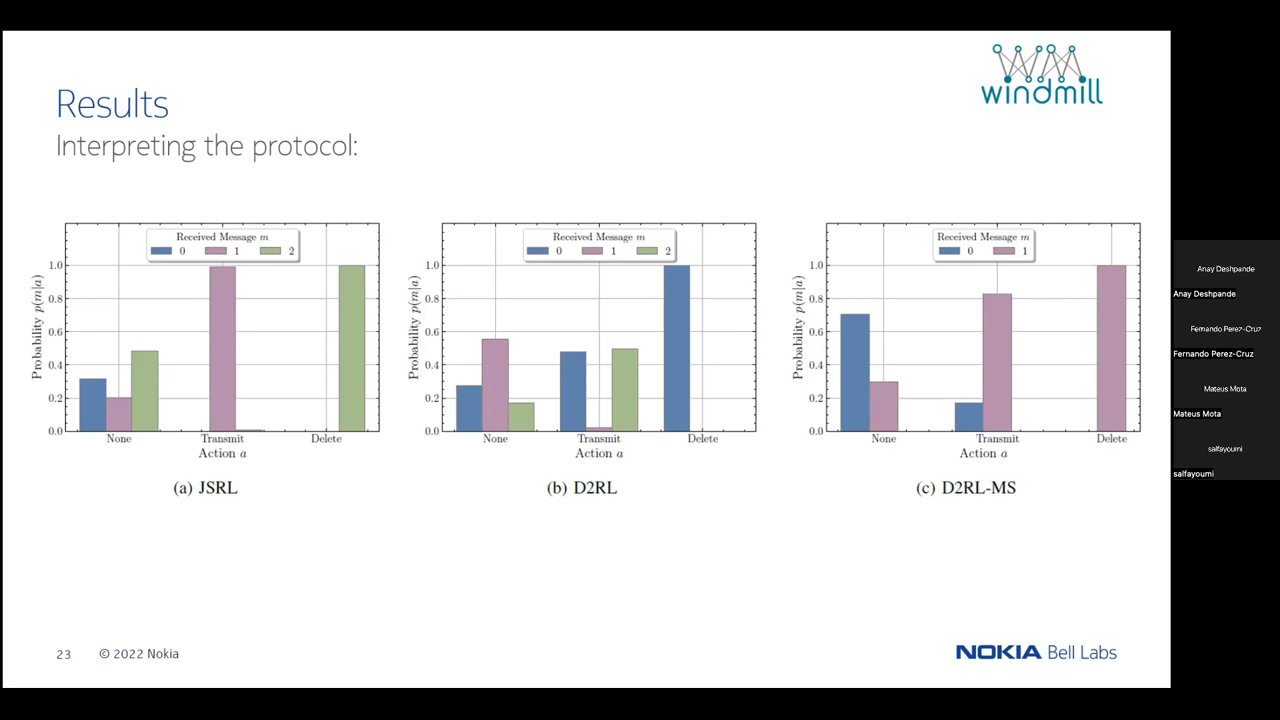 windmill
Results
Interpreting the protocol:
Received Message m
0 1 2
Probability p(m|a)
1.0
0.8
0.6
0.4
0.2
0.0
None Transmit Delete
Action a
(a) JSRL
Received Message m
0 1 2
Probability p(m|a)
1.0
0.8
0.6
0.4
0.2
0.0
None Transmit Delete
Action a
(b) D2RL
Received Message m
0 1
Probability p(m|a)
1.0
0.8
0.6
0.4
0.2
0.0
None Transmit Delete
Action a
(c) D2RL-MS
23 © 2022 Nokia
NOKIA Bell Labs
Anay Deshpande
Anay Deshpande
Fernando Perez-Cruz
Fernando Perez-Cruz
Mateus Mota
Mateus Mota
salfayoumi
salfayoumi